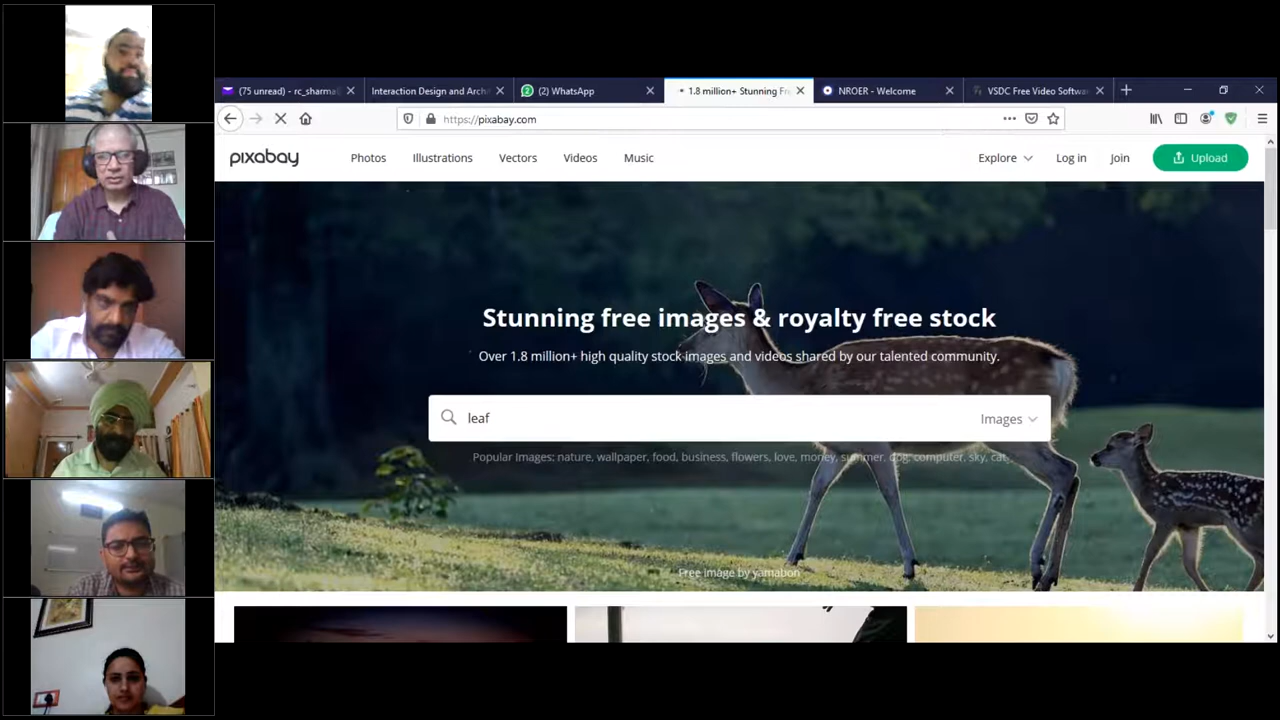 (75 unread) - rc_sharma
Interaction Design and Archi
(2) WhatsApp
1.8 million+ Stunning Fre
NROER - Welcome
VSDC Free Video Softwa
https://pixabay.com
pixabay
Photos
Illustrations
Vectors
Videos
Music
Explore
Log in
Join
Upload
Stunning free images & royalty free stock
Over 1.8 million+ high quality stock images and videos shared by our talented community.
leaf
Images
Popular Images: nature, wallpaper, food, business, flowers, love, money, summer, dog, computer, sky, cat
Free image by yamabon